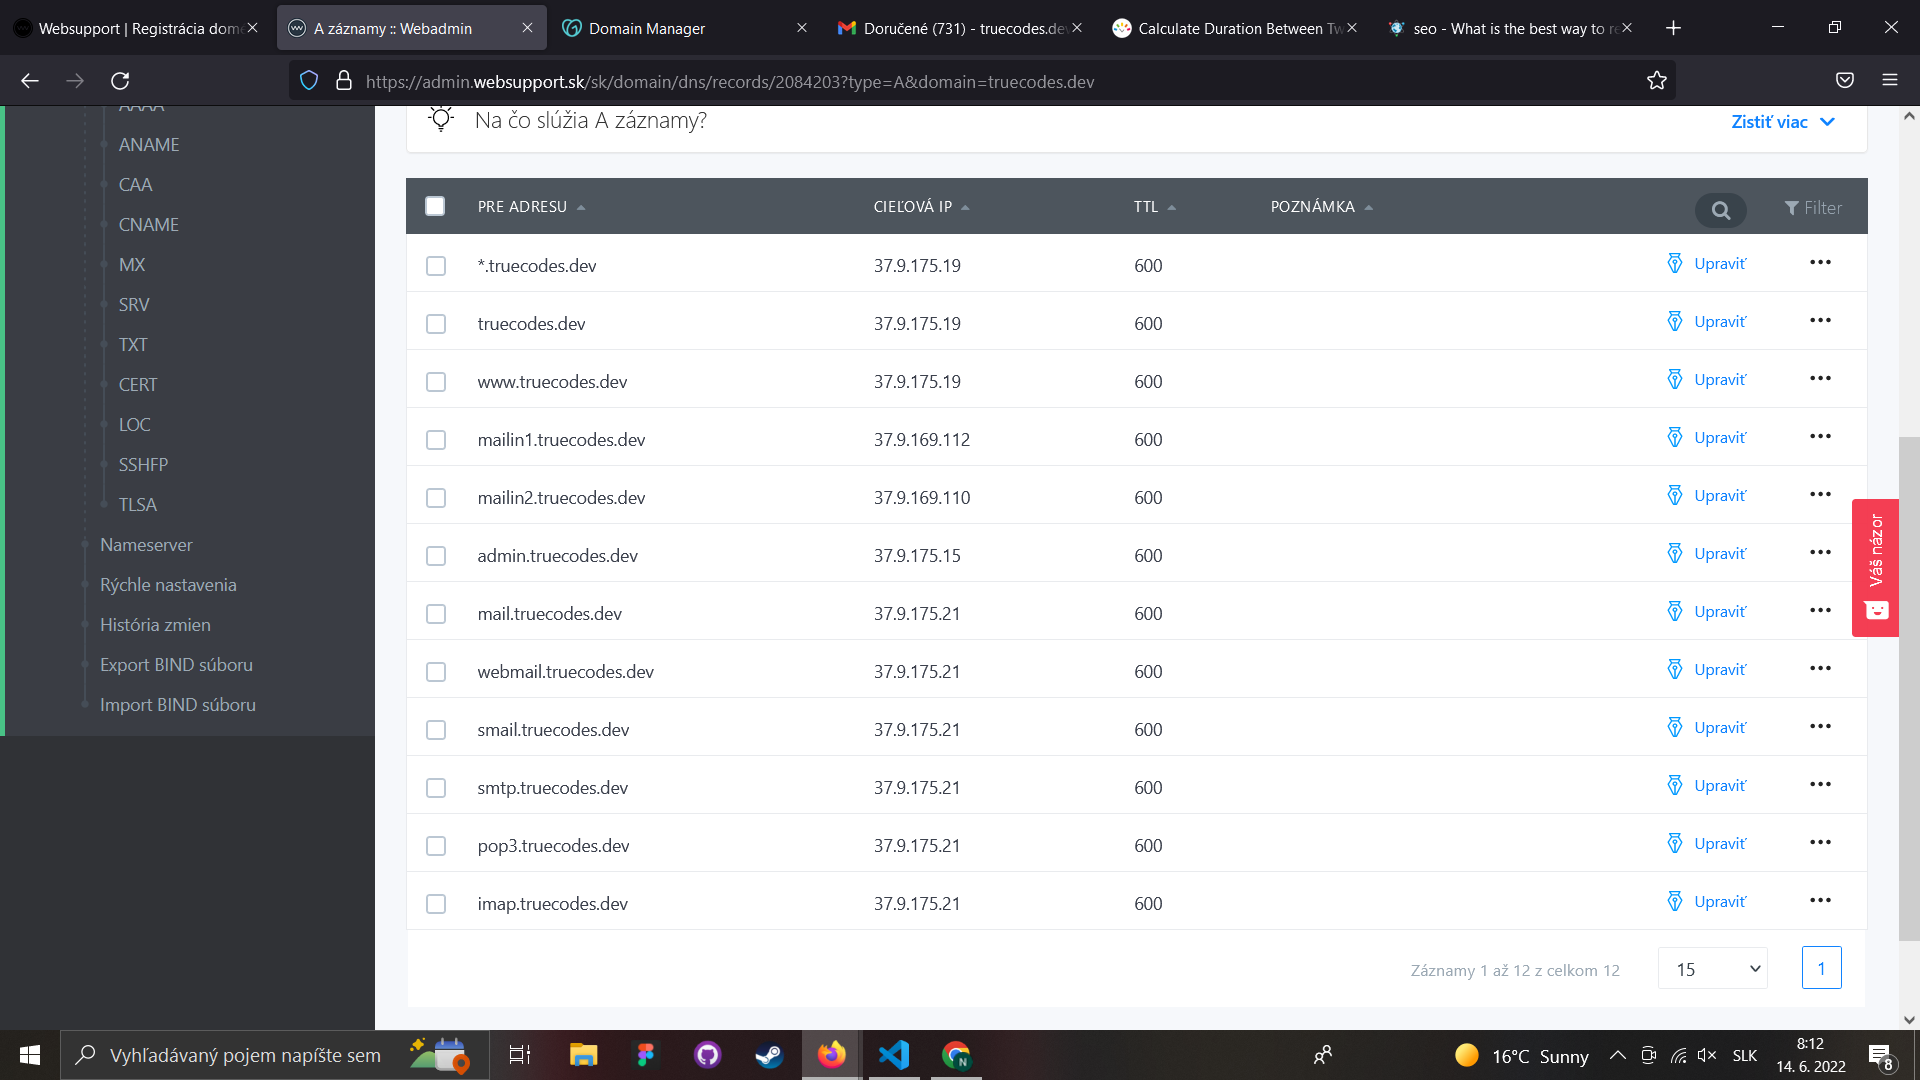 Websupport | Registrácia domé
A záznamy :: Webadmin
Domain Manager
Doručené (731) - truecodes.dev
Calculate Duration Between Tw
seo - What is the best way to re
https://admin.websupport.sk/sk/domain/dns/records/2084203?type=A&domain=truecodes.dev
AAAA
ANAME
CAA
CNAME
MX
SRV
TXT
CERT
LOC
SSHFP
TLSA
Nameserver
Rýchle nastavenia
História zmien
Export BIND súboru
Import BIND súboru
Na čo slúžia A záznamy?
Zistiť viac
PRE ADRESU CIEĽOVÁ IP TTL POZNÁMKA Filter
*.truecodes.dev 37.9.175.19 600 Upraviť
truecodes.dev 37.9.175.19 600 Upraviť
www.truecodes.dev 37.9.175.19 600 Upraviť
mailin1.truecodes.dev 37.9.169.112 600 Upraviť
mailin2.truecodes.dev 37.9.169.110 600 Upraviť
admin.truecodes.dev 37.9.175.15 600 Upraviť
mail.truecodes.dev 37.9.175.21 600 Upraviť
webmail.truecodes.dev 37.9.175.21 600 Upraviť
smail.truecodes.dev 37.9.175.21 600 Upraviť
smtp.truecodes.dev 37.9.175.21 600 Upraviť
pop3.truecodes.dev 37.9.175.21 600 Upraviť
imap.truecodes.dev 37.9.175.21 600 Upraviť
Záznamy 1 až 12 z celkom 12 15 1
Váš názor
Vyhľadávaný pojem napíšte sem
N
16°C Sunny
SLK
8:12
14. 6. 2022
8